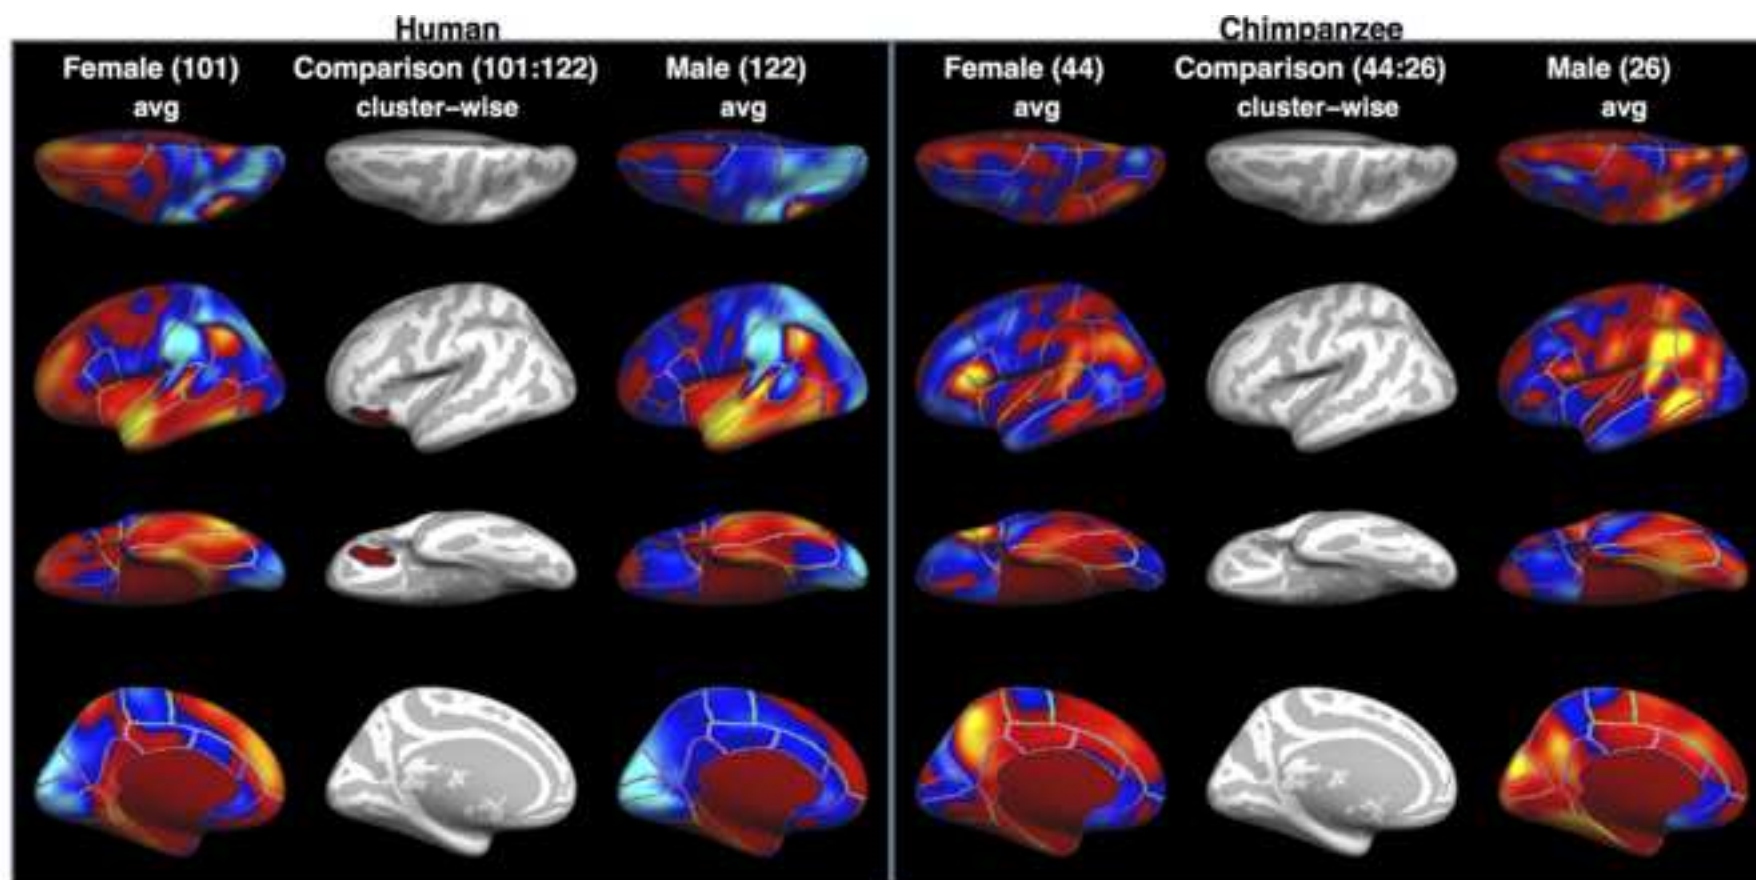 Human
Chimpanzee
Female (101)
Comparison (101:122)
Male (122)
Female (44)
Comparison (44:26)
Male (26)
avg
cluster-wise
avg
avg
cluster-wise
avg